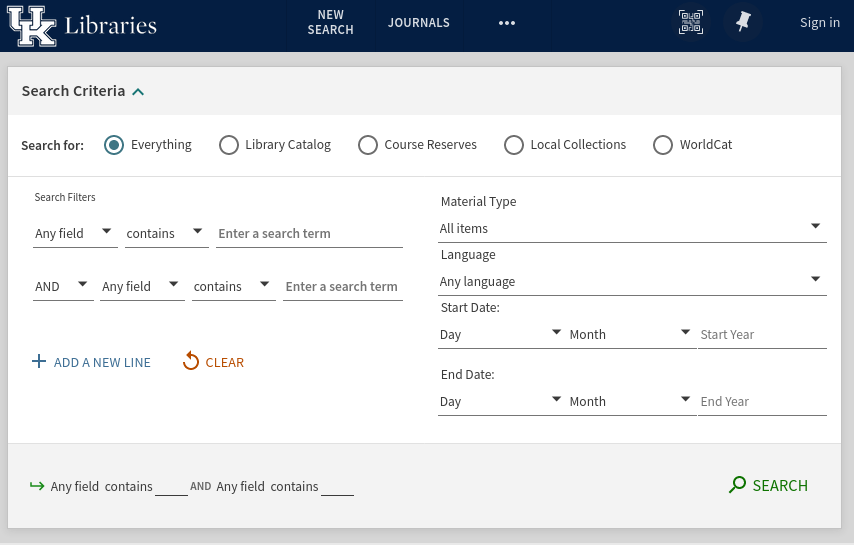 UK Libraries
NEW SEARCH
JOURNALS
Sign in
Search Criteria
Search for: Everything Library Catalog Course Reserves Local Collections WorldCat
Search Filters
Any field contains Enter a search term
AND Any field contains Enter a search term
ADD A NEW LINE CLEAR
Material Type
All items
Language
Any language
Start Date:
Day Month Start Year
End Date:
Day Month End Year
Any field contains AND Any field contains
SEARCH